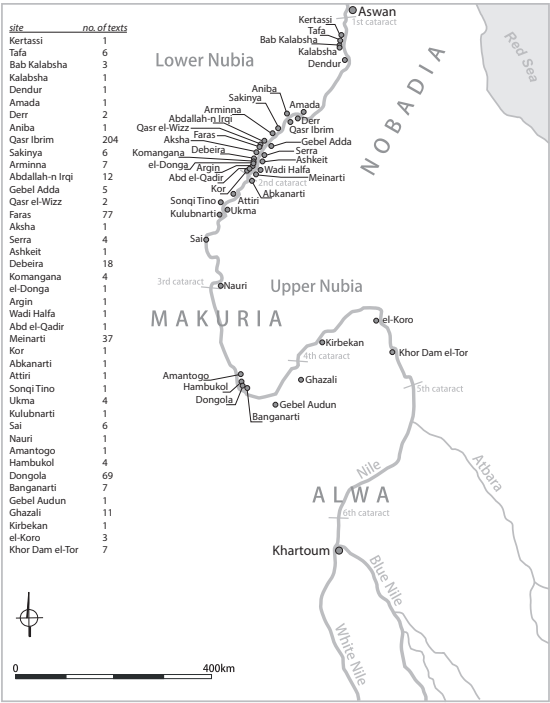 site no. of texts
Kertassi 1
Tafa 6
Bab Kalabsha 3
Kalabsha 1
Dendur 1
Amada 1
Derr 2
Aniba 1
Qasr Ibrim 204
Sakinya 6
Arminna 7
Abdallah-n Irqi 12
Gebel Adda 5
Qasr el-Wizz 2
Faras 77
Aksha 1
Serra 4
Ashkeit 1
Debeira 18
Komangana 4
el-Donga 1
Argin 1
Wadi Halfa 1
Abd el-Qadir 1
Meinarti 37
Kor 1
Abkanarti 1
Attiri 1
Sonqi Tino 1
Ukma 4
Kulubnarti 1
Sai 6
Nauri 1
Amantogo 1
Hambukol 4
Dongola 69
Banganarti 7
Gebel Audun 1
Ghazali 11
Kirbekan 1
el-Koro 3
Khor Dam el-Tor 7
0 400km
Aswan
1st cataract
Kertassi
Tafa
Bab Kalabsha
Kalabsha
Dendur
Lower Nubia
NOBADIA
Red Sea
Aniba
Sakinya
Amada
Arminna
Derr
Abdallah-n Irqi
Qasr Ibrim
Qasr el-Wizz
Faras
Gebel Adda
Aksha
Debeira
Serra
Komangana
Ashkeit
el-Donga
Argin
Wadi Halfa
Abd el-Qadir
Meinarti
2nd cataract
Kor
Abkanarti
Sonqi Tino
Attiri
Kulubnarti
Ukma
Sai
3rd cataract
Nauri
Upper Nubia
MAKURIA
el-Koro
Kirbekan
Khor Dam el-Tor
4th cataract
Amantogo
Ghazali
Hambukol
5th cataract
Dongola
Gebel Audun
Banganarti
Nile
Atbara
ALWA
6th cataract
Khartoum
Blue Nile
White Nile